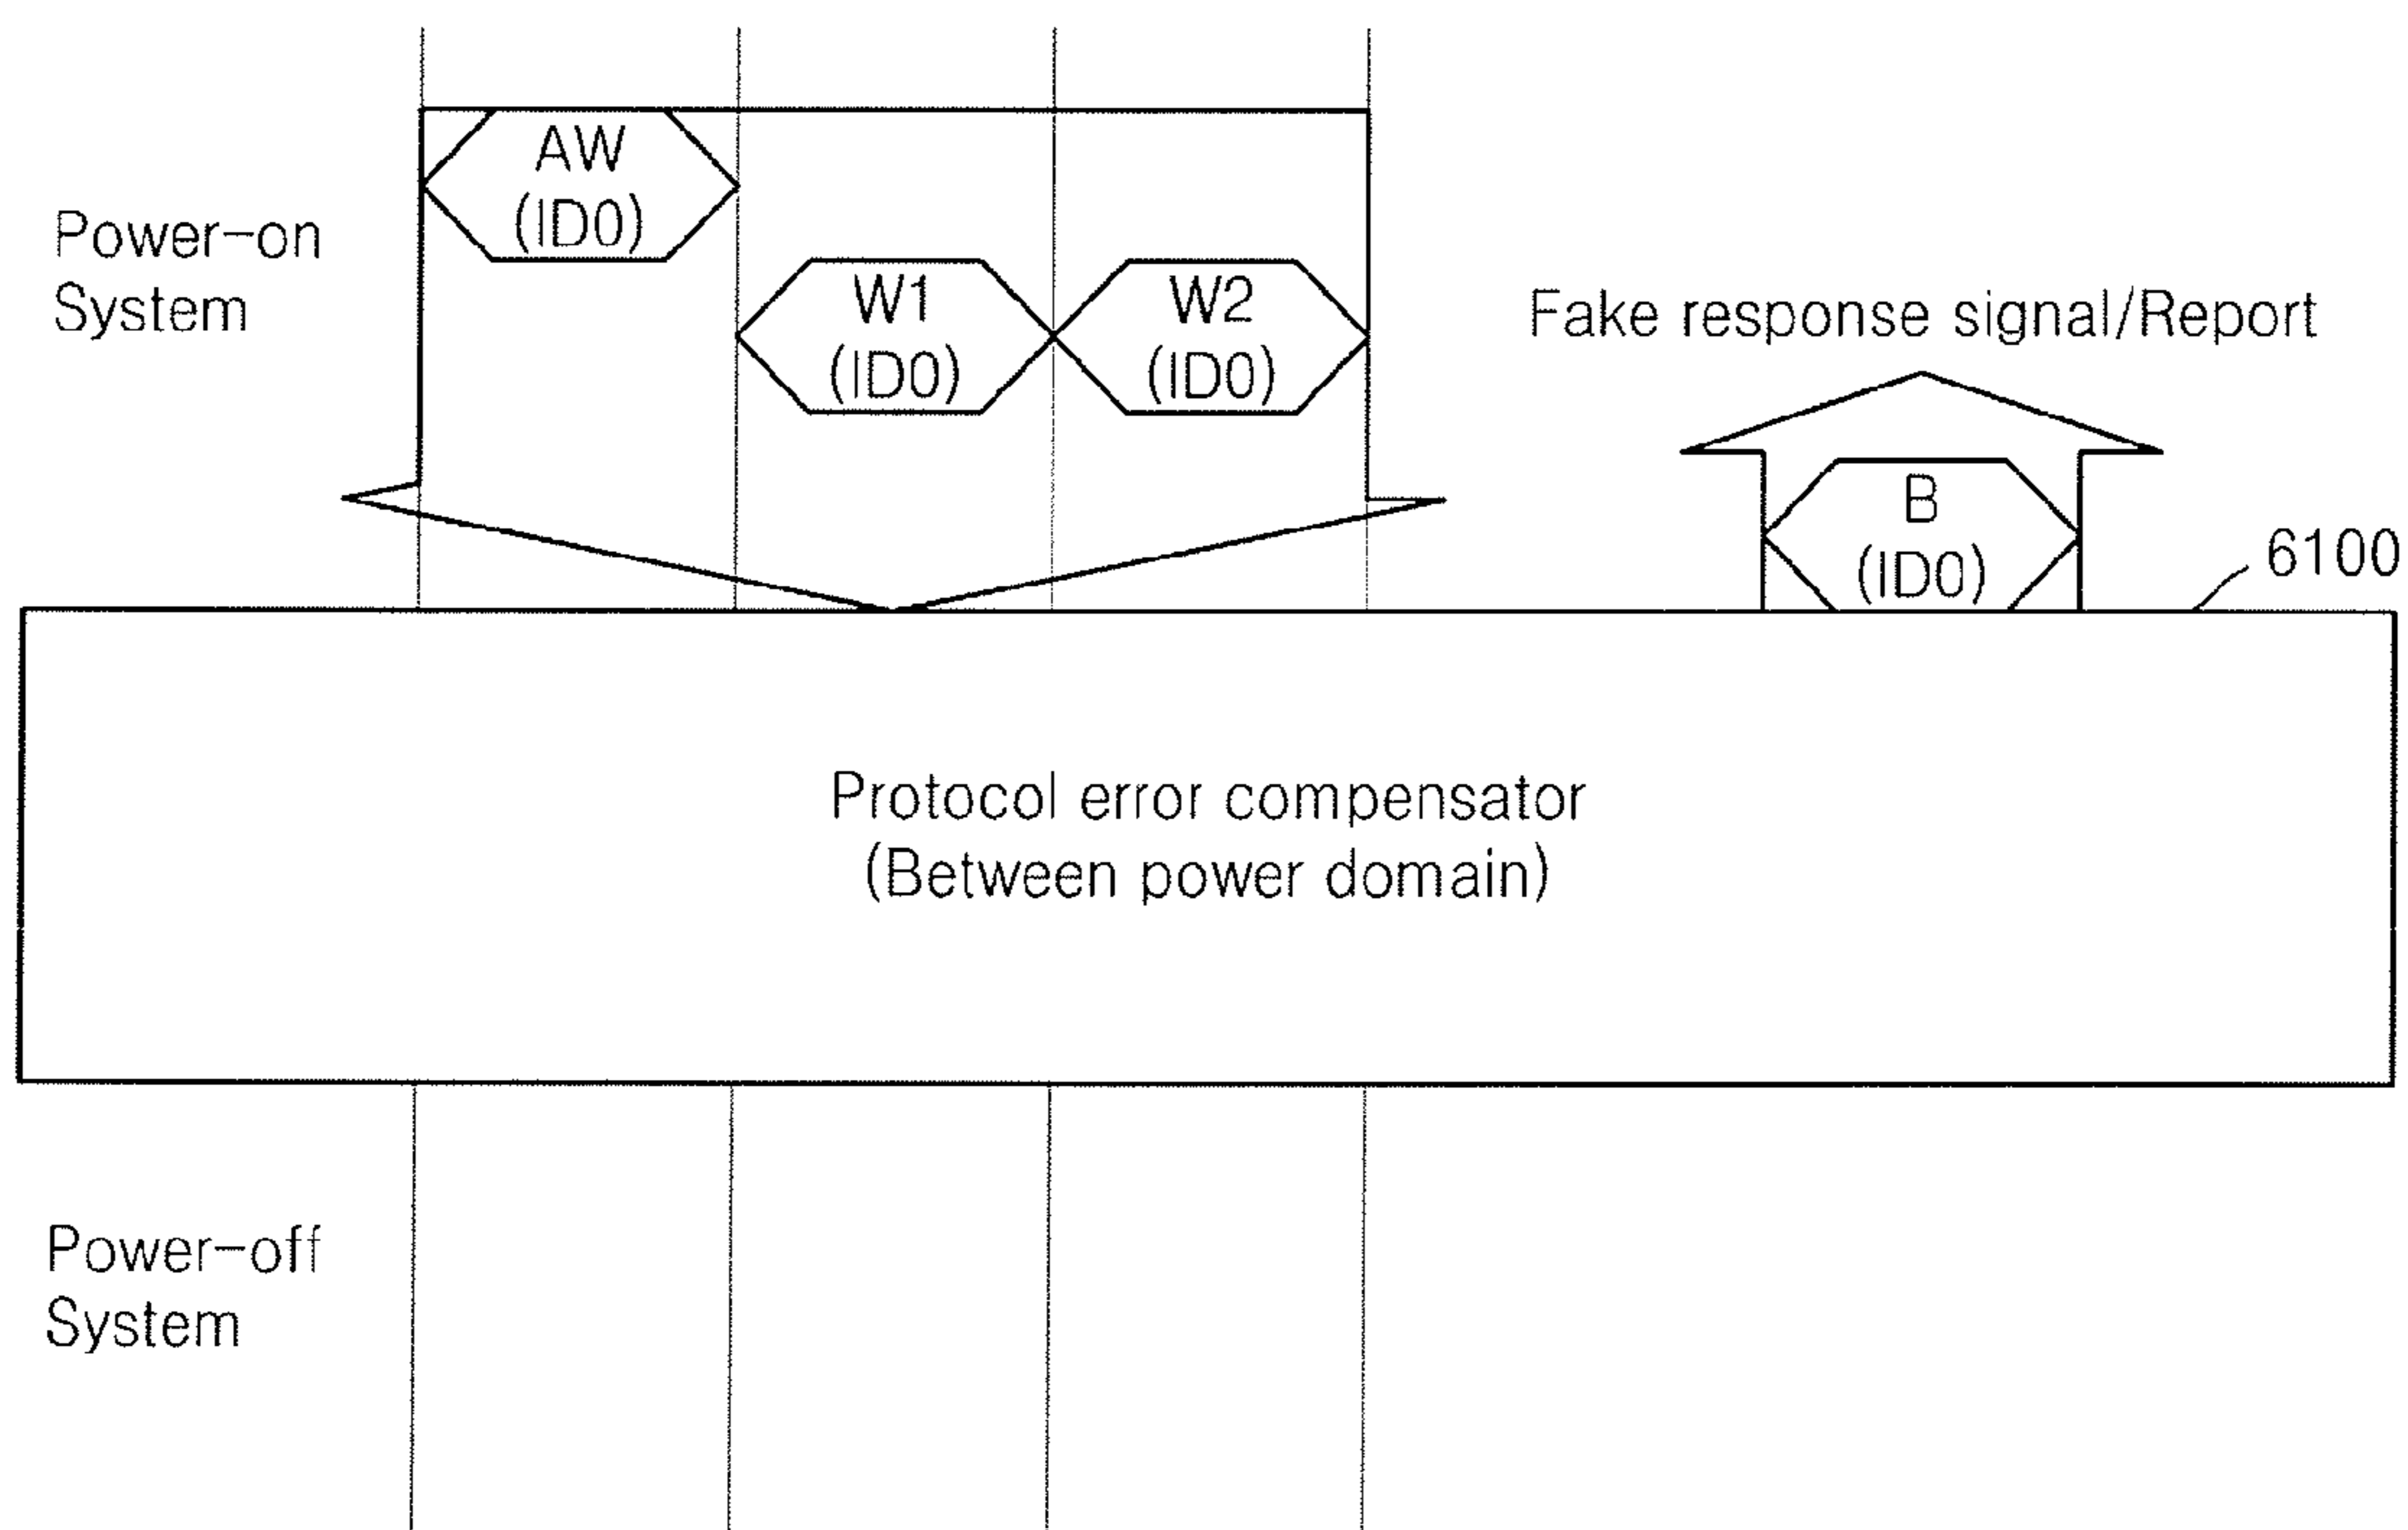 AW
(ID0)
Power-on
System
W1
(ID0)
W2
(ID0)
Fake response signal/Report
B
(ID0)
6100
Protocol error compensator
(Between power domain)
Power-off
System